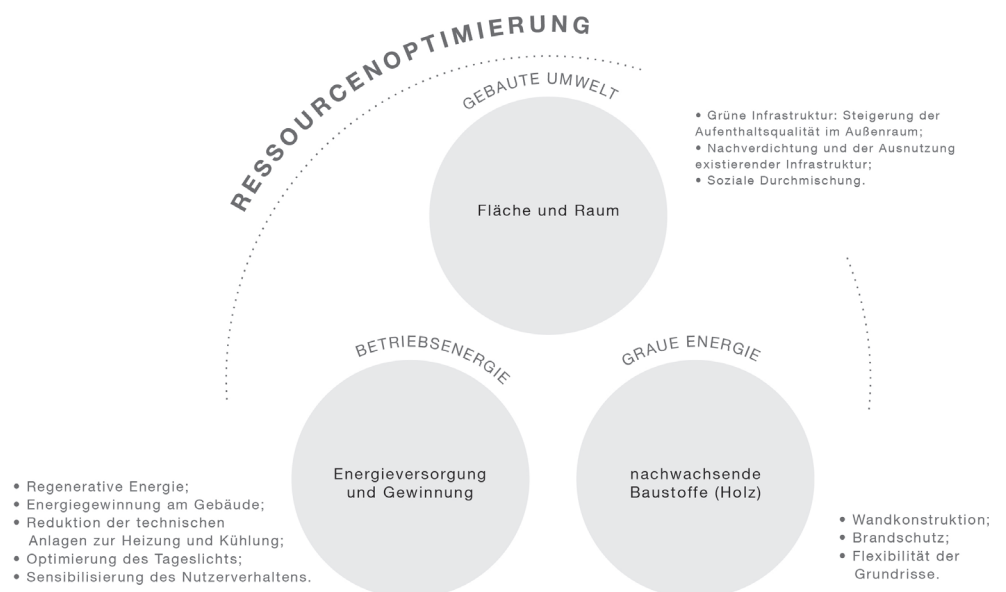 RESSOURCENOPTIMIERUNG
GEBAUTE UMWELT
Fläche und Raum
• Grüne Infrastruktur: Steigerung der
Aufenthaltsqualität im Außenraum;
• Nachverdichtung und der Ausnutzung
existierender Infrastruktur;
• Soziale Durchmischung.
BETRIEBSENERGIE
Energieversorgung
und Gewinnung
• Regenerative Energie;
• Energiegewinnung am Gebäude;
• Reduktion der technischen
Anlagen zur Heizung und Kühlung;
• Optimierung des Tageslichts;
• Sensibilisierung des Nutzerverhaltens.
GRAUE ENERGIE
nachwachsende
Baustoffe (Holz)
• Wandkonstruktion;
• Brandschutz;
• Flexibilität der
Grundrisse.